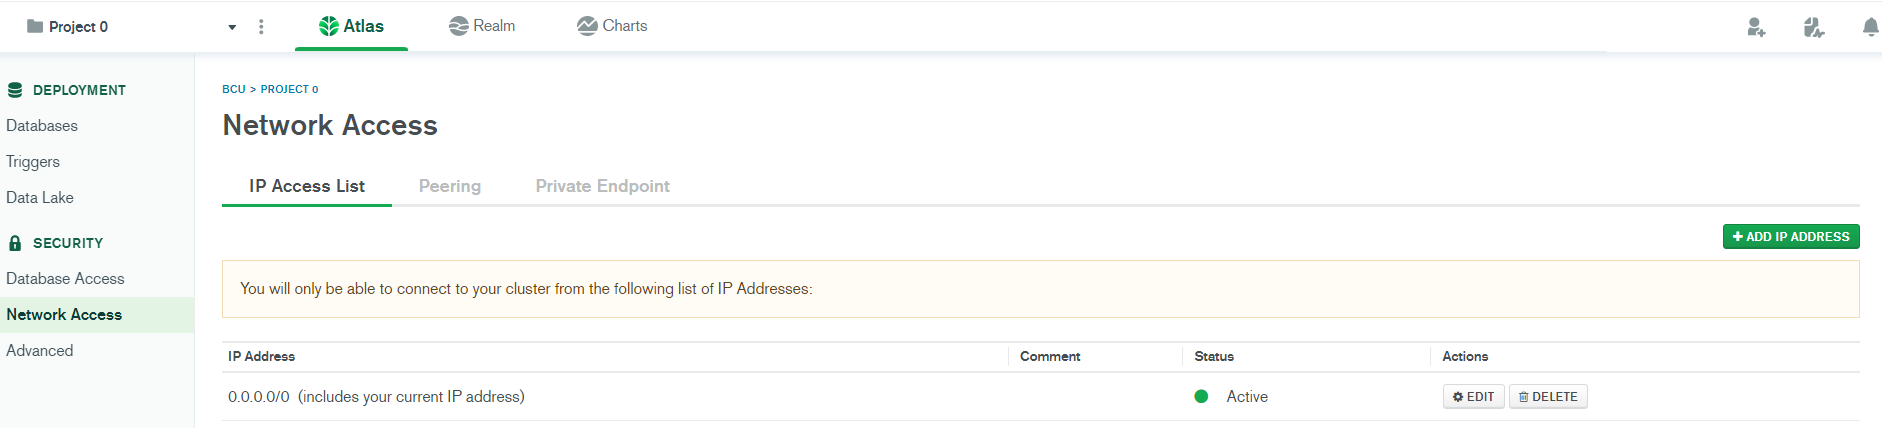 Project 0
Atlas
Realm
Charts
DEPLOYMENT
Databases
Triggers
Data Lake
SECURITY
Database Access
Network Access
Advanced
BCU > PROJECT 0
Network Access
IP Access List Peering Private Endpoint
+ ADD IP ADDRESS
You will only be able to connect to your cluster from the following list of IP Addresses:
IP Address Comment Status Actions
0.0.0.0/0 (includes your current IP address) Active EDIT DELETE